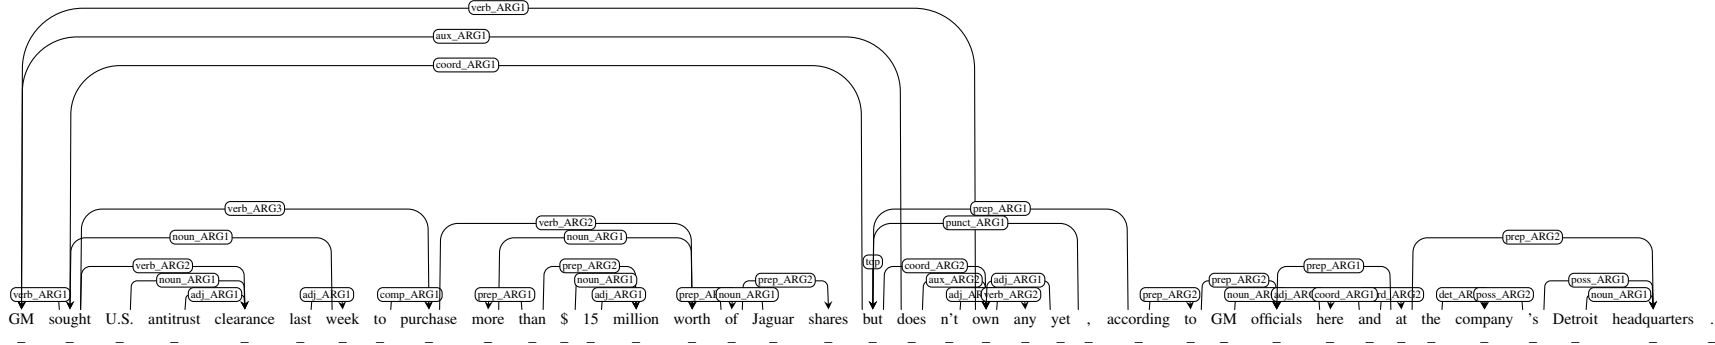 verb_ARG1
aux_ARG1
coord_ARG1
verb_ARG3 prep_ARG1
verb_ARG2 punct_ARG1
noun_ARG1 noun_ARG1 prep_ARG2
verb_ARG2 prep_ARG2 top coord_ARG2 prep_ARG1
noun_ARG1 noun_ARG1 prep_ARG2 aux_ARG2 adj_ARG1 prep_ARG2 poss_ARG1
verb_ARG1 adj_ARG1 adj_ARG1 comp_ARG1 prep_ARG1 adj_ARG1 noun_ARG1 verb_ARG2 prep_ARG2 coord_ARG1 poss_ARG2 noun_ARG1
GM sought U.S. antitrust clearance last week to purchase more than $ 15 million worth of Jaguar shares but does n't own any yet , according to GM officials here and at the company 's Detroit headquarters .